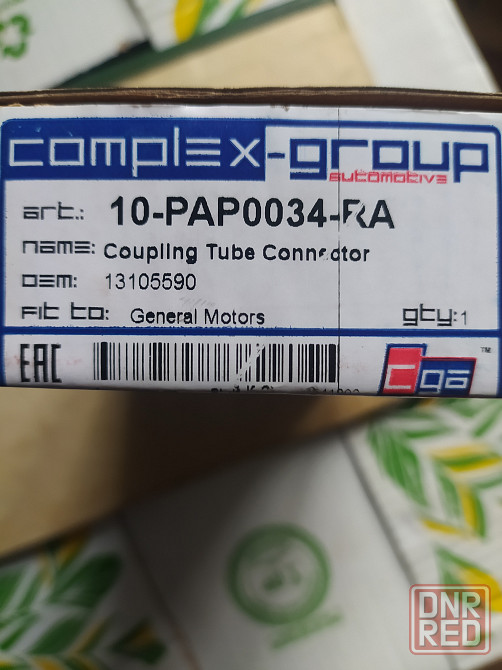 complex-group
automotive
art.: 10-PAP0034-RA
name: Coupling Tube Connector
OEM: 13105590
Fit to: General Motors
qty:1
EAC
cga
TM
DNR
RED